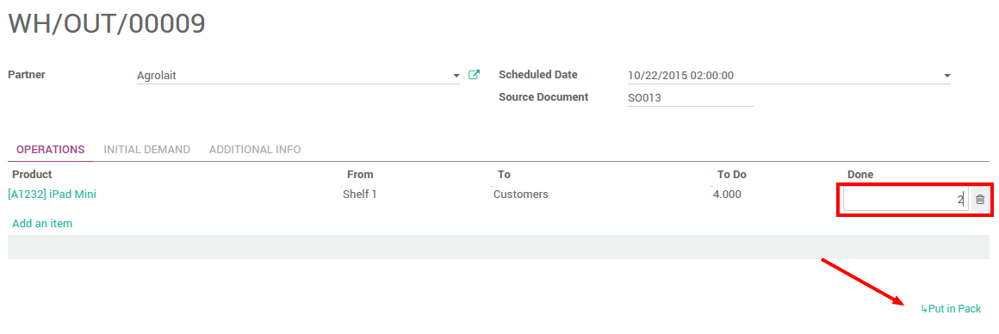 WH/OUT/00009
Partner Agrolait Scheduled Date 10/22/2015 02:00:00
Source Document SO013
OPERATIONS INITIAL DEMAND ADDITIONAL INFO
Product From To To Do Done
[A1232] iPad Mini Shelf 1 Customers 4.000 2
Add an item
↳Put in Pack